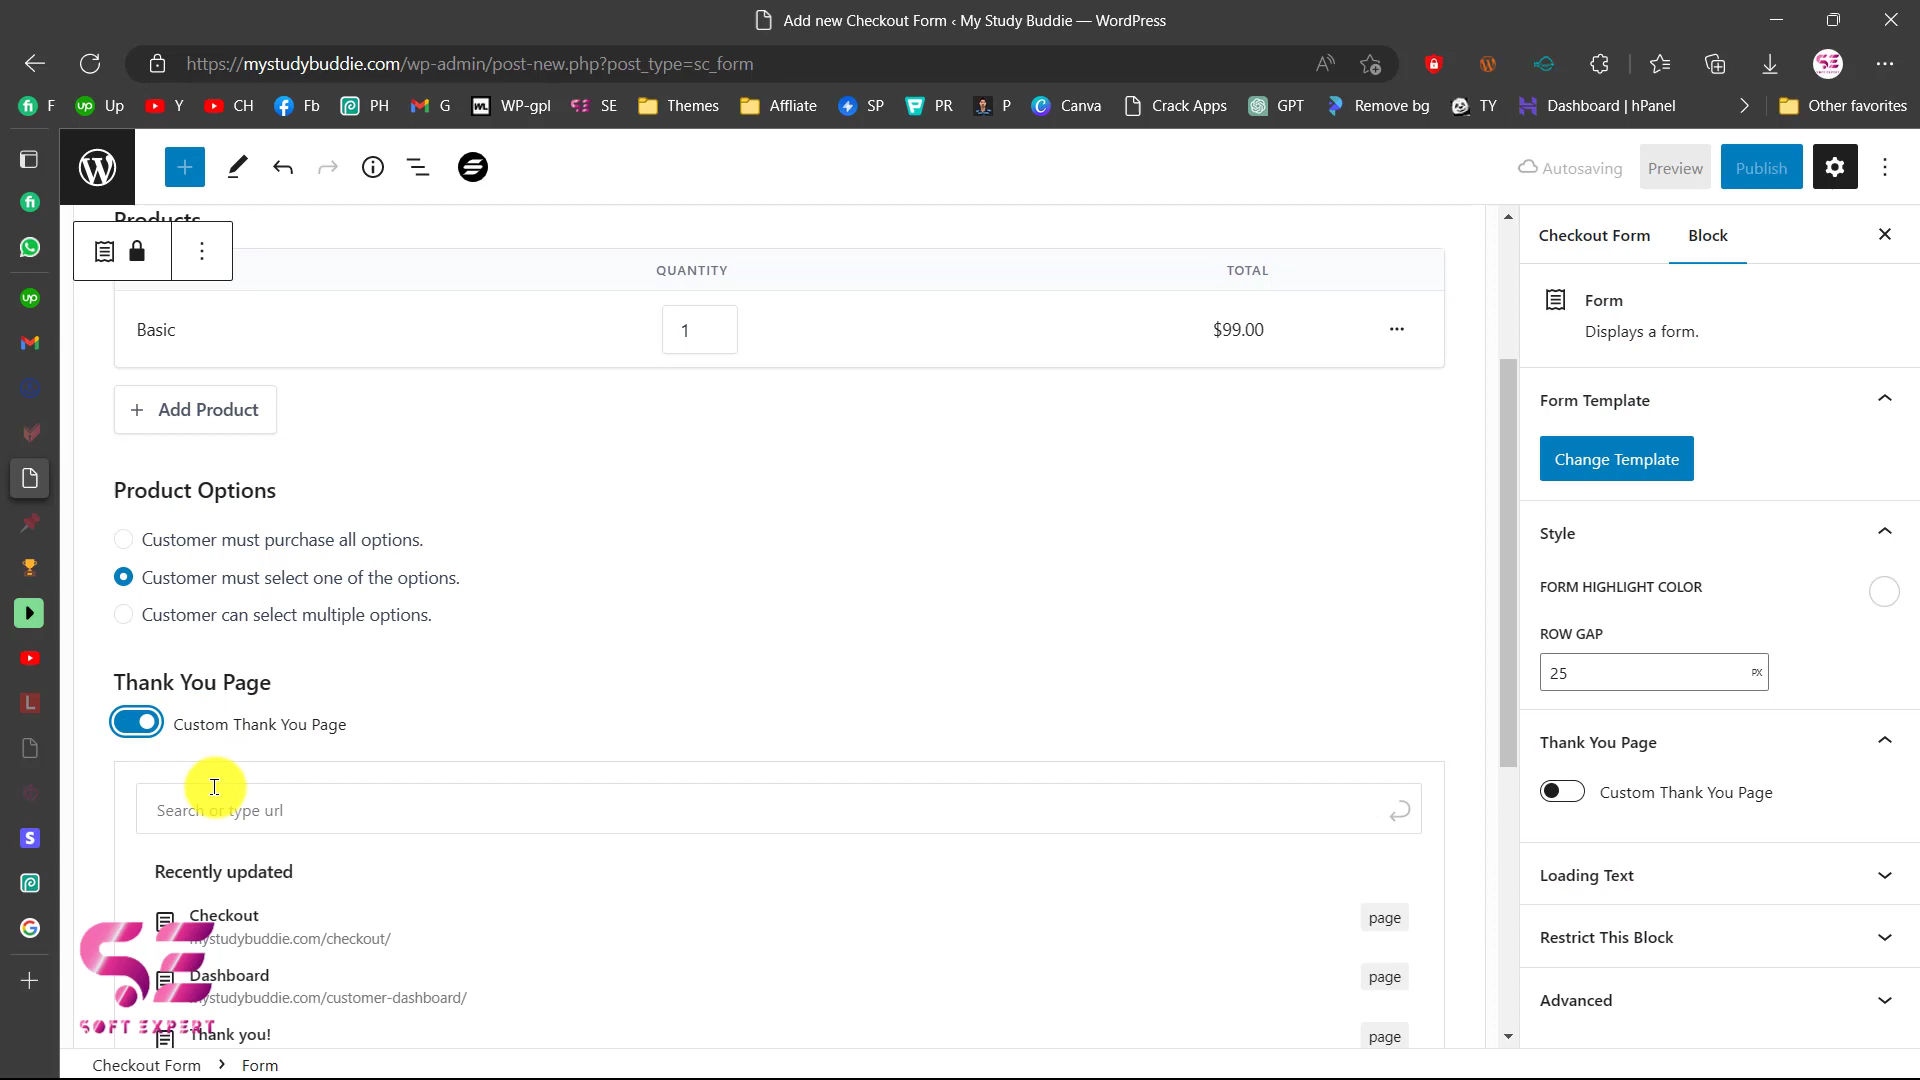 Add new Checkout Form ‹ My Study Buddie — WordPress
https://mystudybuddie.com/wp-admin/post-new.php?post_type=sc_form
F Up Y CH Fb PH G WP-gpl SE Themes Affliate SP PR P Canva Crack Apps GPT Remove bg TY Dashboard | hPanel Other favorites
Autosaving Preview Publish
Products
QUANTITY TOTAL
Basic 1 $99.00
Add Product
Product Options
Customer must purchase all options.
Customer must select one of the options.
Customer can select multiple options.
Thank You Page
Custom Thank You Page
Search or type url
Recently updated
Checkout page
mystudybuddie.com/checkout/
Dashboard page
mystudybuddie.com/customer-dashboard/
Thank you! page
SOFT EXPERT
Checkout Form Form
Checkout Form Block
Form
Displays a form.
Form Template
Change Template
Style
FORM HIGHLIGHT COLOR
ROW GAP
25 PX
Thank You Page
Custom Thank You Page
Loading Text
Restrict This Block
Advanced